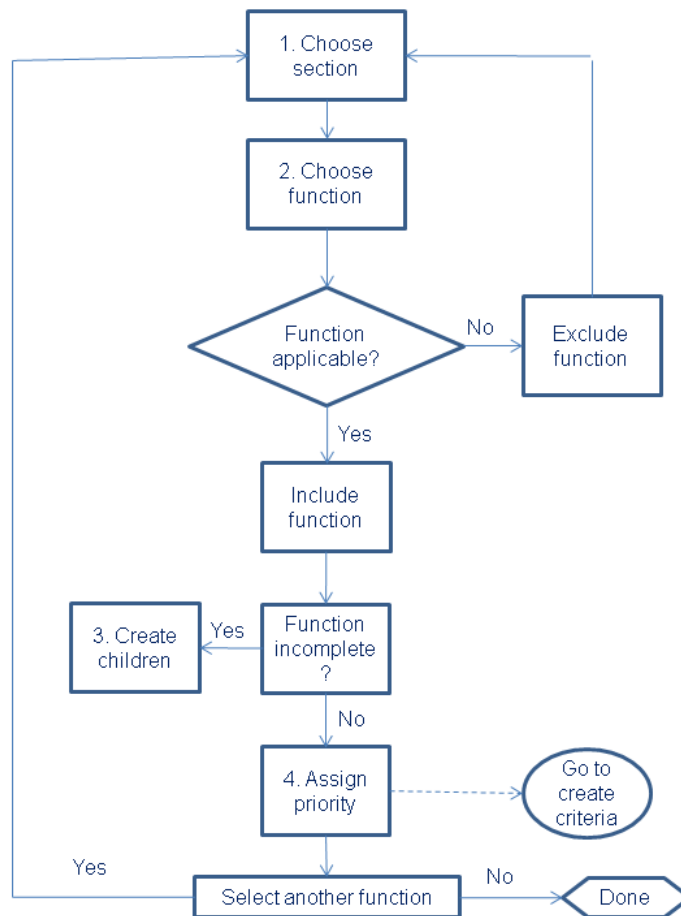 1. Choose
section
2. Choose
function
Function
applicable?
No
Exclude
function
Yes
Include
function
Function
incomplete
?
Yes
3. Create
children
No
4. Assign
priority
Go to
create
criteria
Yes
Select another function
No
Done